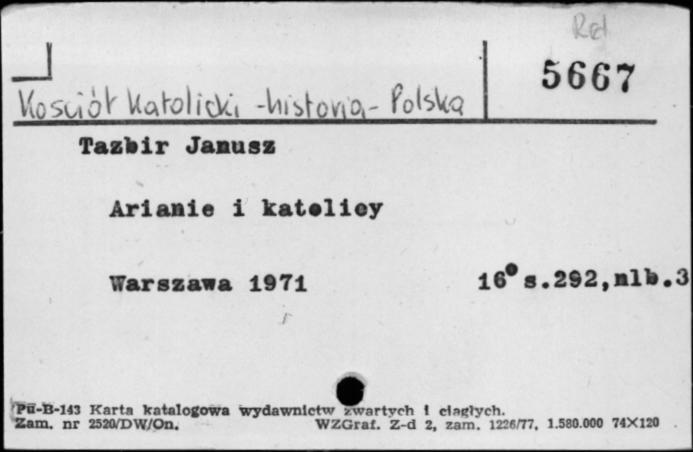 Red
5667
Kościół katolicki - historia - Polska
Tazbir Janusz
Arianie i katolicy
Warszawa 1971 16° s.292,nlb.3
Pu-B-143 Karta katalogowa wydawnictw zwartych i ciągłych.
Zam. nr 2520/DW/On. WZGraf. Z-d 2, zam. 1226/77, 1.580.000 74×120